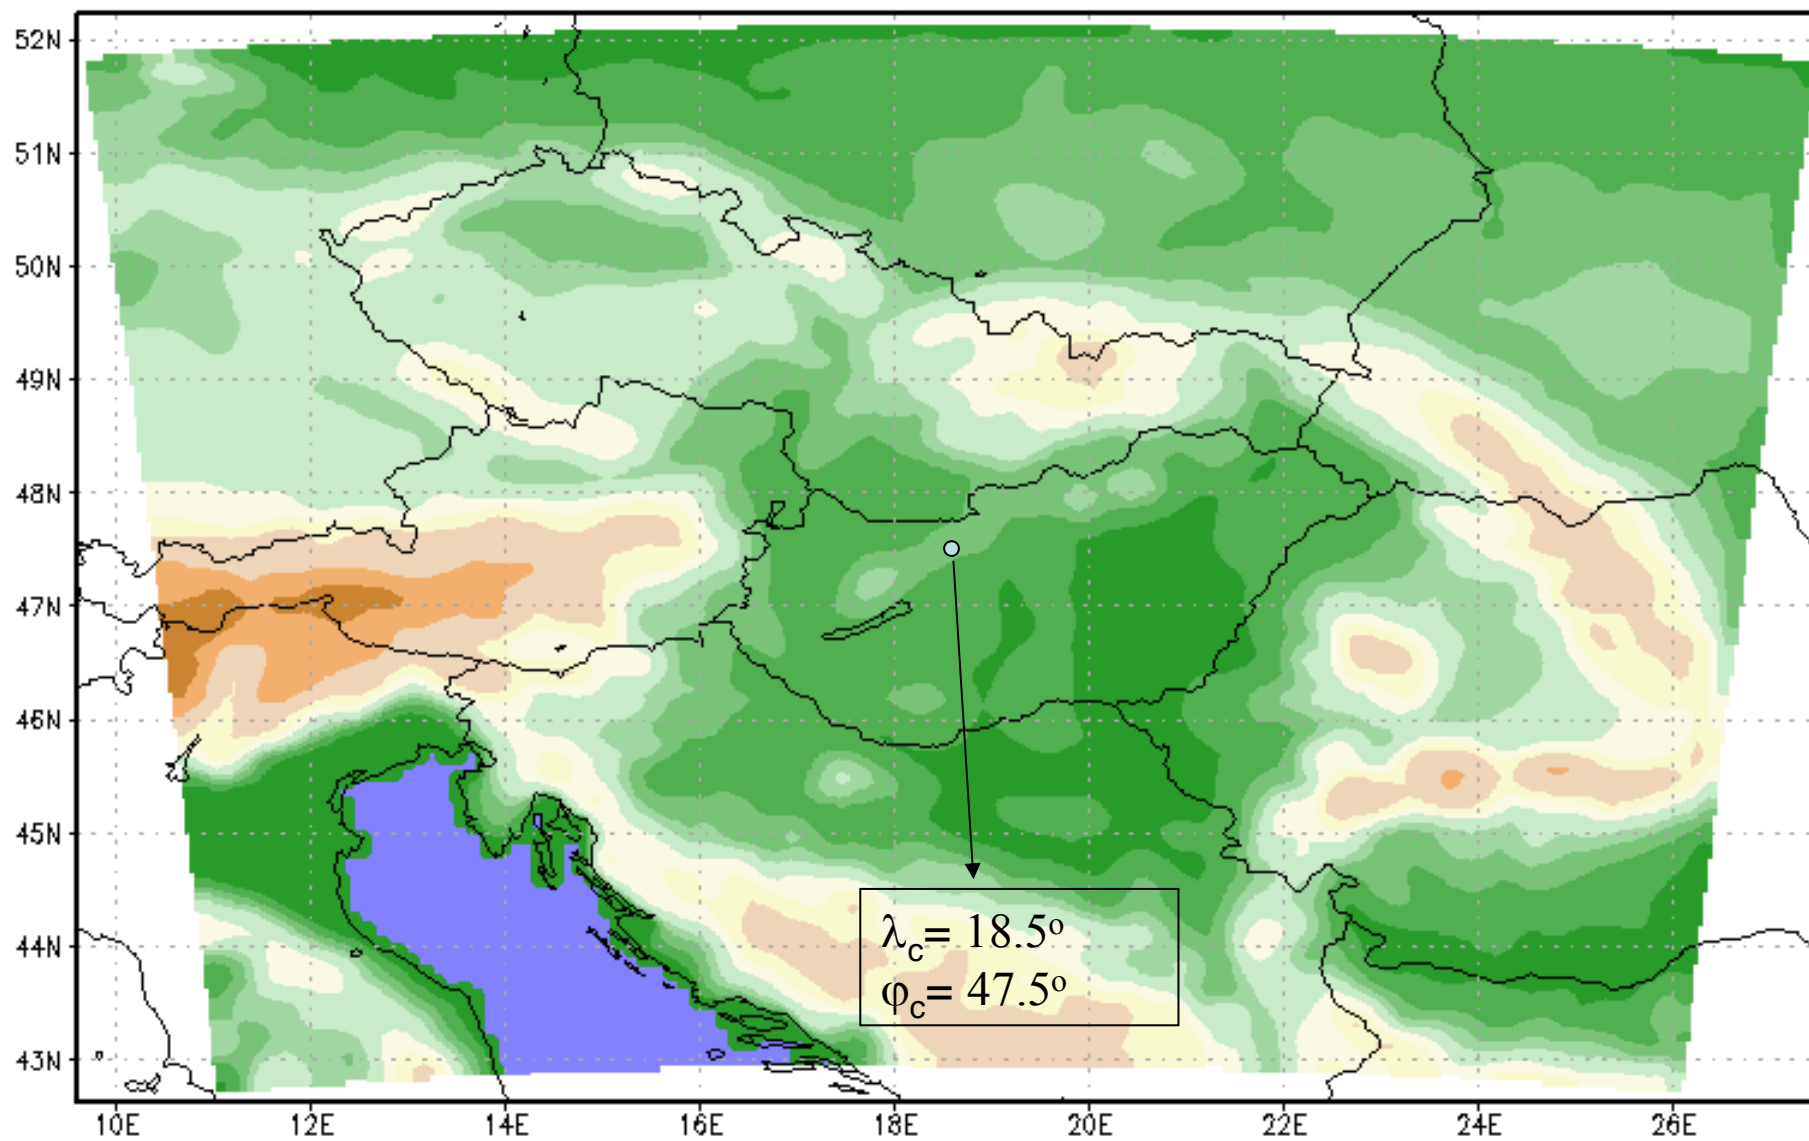 52N
51N
50N
49N
48N
47N
46N
45N
44N
43N
λc= 18.5º
φc= 47.5º
10E 12E 14E 16E 18E 20E 22E 24E 26E